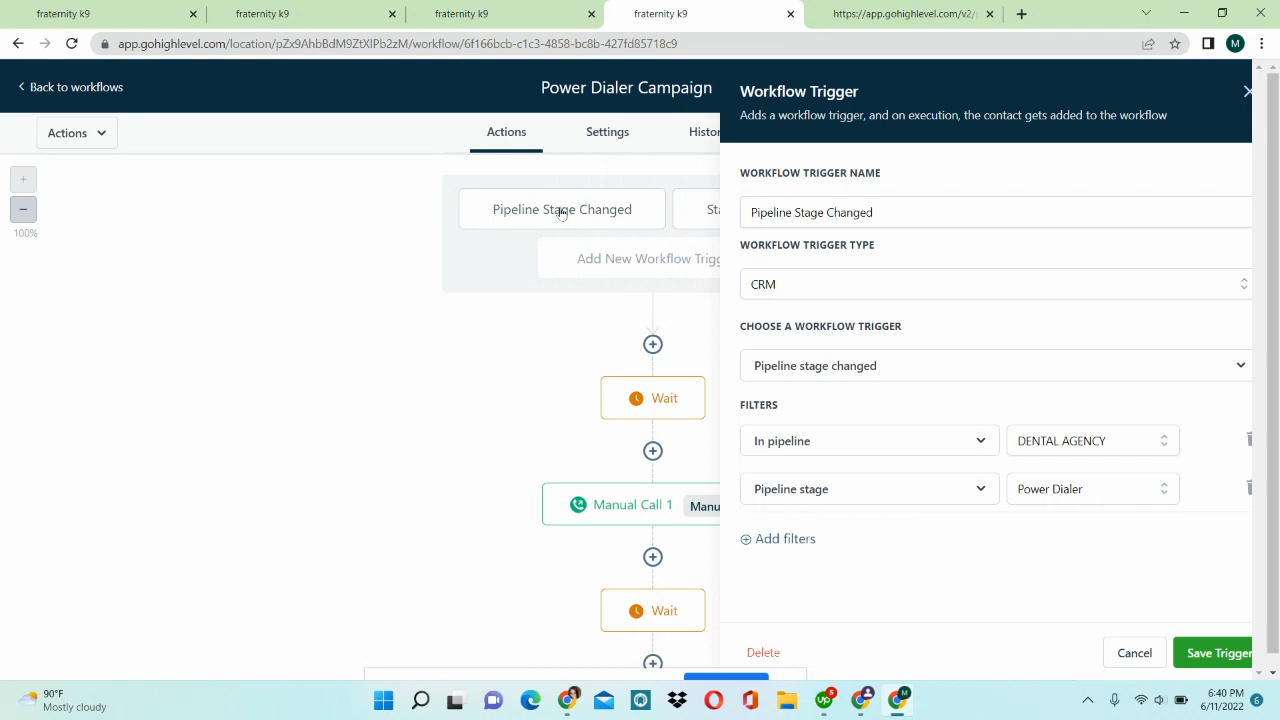 fraternity k9
fraternity k9
fraternity k9
fraternity k9
https://app.gohighlevel.com/v2/
app.gohighlevel.com/location/pZx9AhbBdM9ZtXlPb2zM/workflow/6f166bcb-c1c3-4858-bc8b-427fd85718c9
M
Back to workflows
Power Dialer Campaign
Actions
Actions
Settings
Histor
+
−
100%
Pipeline Stage Changed
Sta
Add New Workflow Trigg
Wait
Manual Call 1
Manu
Wait
Workflow Trigger
Adds a workflow trigger, and on execution, the contact gets added to the workflow
WORKFLOW TRIGGER NAME
Pipeline Stage Changed
WORKFLOW TRIGGER TYPE
CRM
CHOOSE A WORKFLOW TRIGGER
Pipeline stage changed
FILTERS
In pipeline
DENTAL AGENCY
Pipeline stage
Power Dialer
Add filters
Delete
Cancel
Save Trigger
90°F
Mostly cloudy
up
5
M
6:40 PM
6/11/2022
6